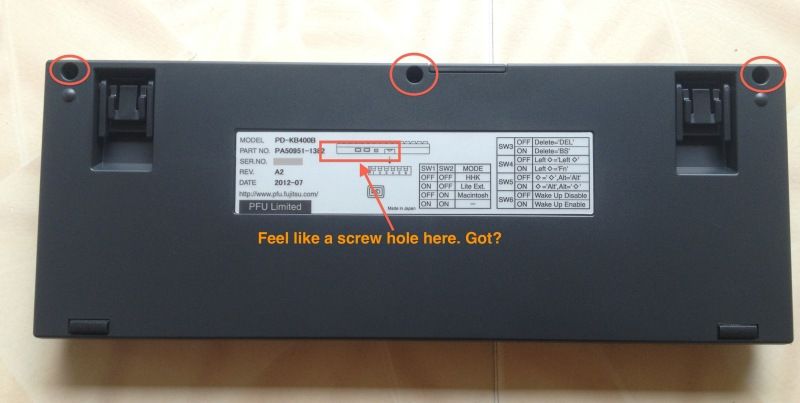 MODEL PD-KB400B
PART NO. PA50951-1382
SER.NO.
REV. A2
DATE 2012-07
http://www.pfu.fujitsu.com/
PFU Limited
Made in Japan
SW1 SW2 MODE
OFF OFF HHK
ON OFF Lite Ext.
OFF ON Macintosh
ON ON —
SW3 OFF Delete='DEL'
ON Delete='BS'
SW4 OFF Left ◇='Left ◇'
ON Left ◇='Fn'
SW5 OFF ◇='◇',Alt='Alt'
ON ◇='Alt',Alt='◇'
SW6 OFF Wake Up Disable
ON Wake Up Enable
Feel like a screw hole here. Got?